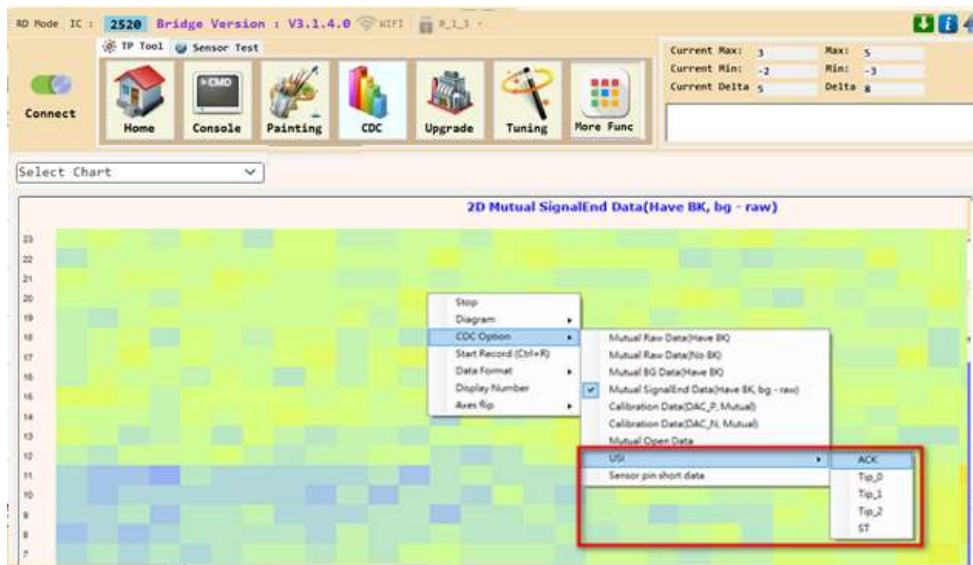 RD Mode IC : 2520 Bridge Version : V3.1.4.0 WIFI
TP Tool Sensor Test
Connect
Home Console Painting CDC Upgrade Tuning More Func
CMD
Current Max: 3 Max: 5
Current Min: -2 Min: -3
Current Delta 5 Delta 8
Select Chart
2D Mutual SignalEnd Data(Have BK, bg - raw)
23
22
21
20
19
18
17
16
15
14
13
12
11
10
9
8
7
Stop
Diagram
CDC Option
Start Record (Ctrl+R)
Data Format
Display Number
Axes flip
Mutual Raw Data(Have BK)
Mutual Raw Data(No BK)
Mutual BG Data(Have BK)
Mutual SignalEnd Data(Have BK, bg - raw)
Calibration Data(DAC_P, Mutual)
Calibration Data(DAC_N, Mutual)
Mutual Open Data
USI
Sensor pin short data
ACK
Tip_0
Tip_1
Tip_2
ST